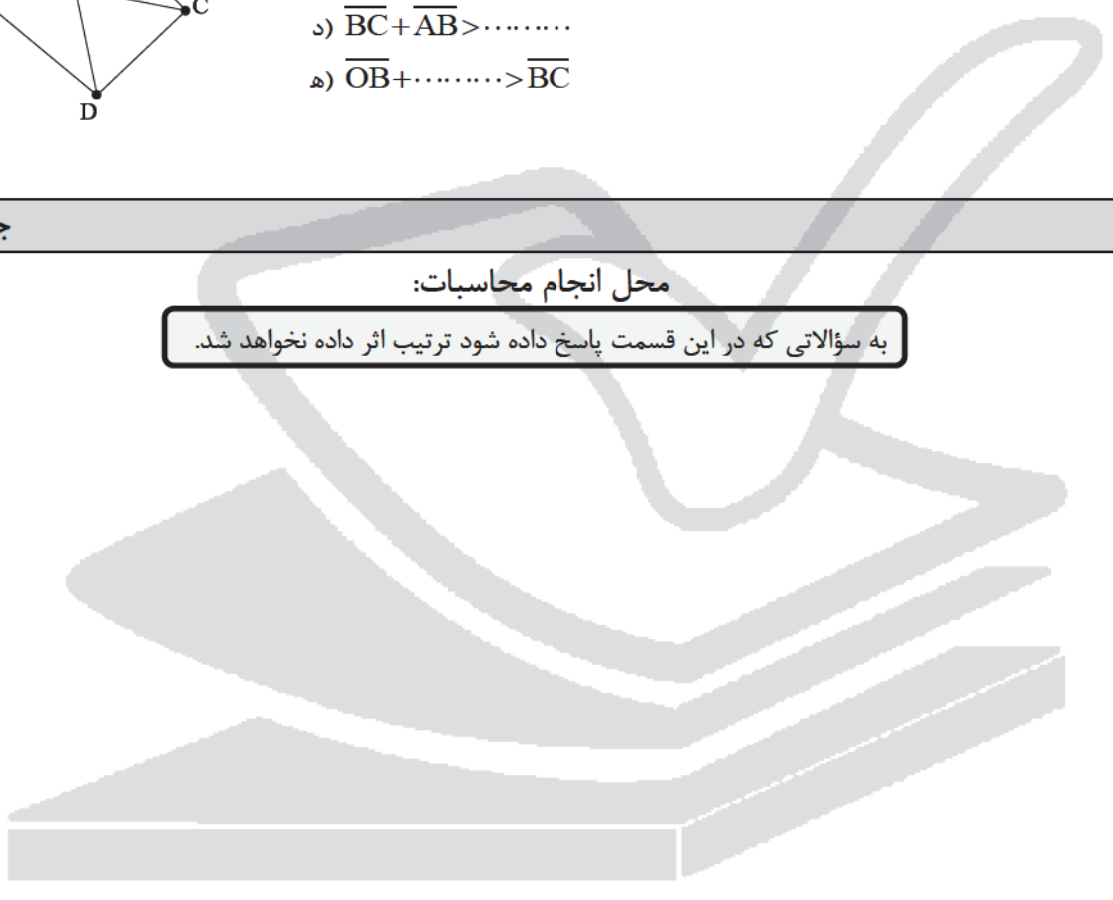 C
د) BC+AB>·········
ه) OB+·········>BC
D
محل انجام محاسبات:
به سؤالاتی که در این قسمت پاسخ داده شود ترتیب اثر داده نخواهد شد.